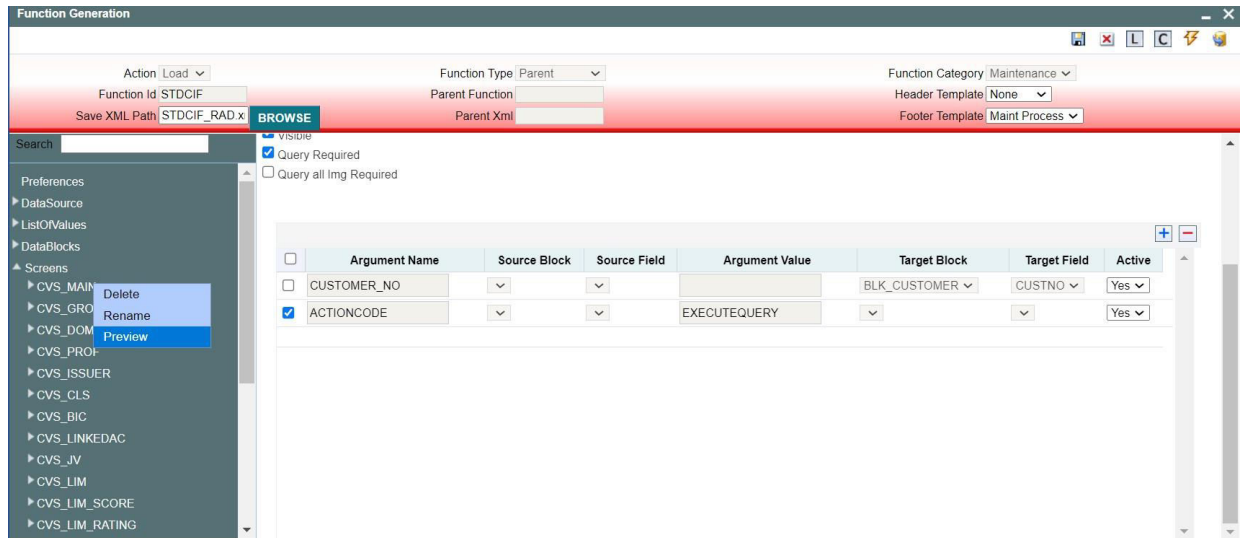 Function Generation
L C
Action Load Function Type Parent Function Category Maintenance
Function Id STDCIF Parent Function Header Template None
Save XML Path STDCIF_RAD.x BROWSE Parent Xml Footer Template Maint Process
Search
Visible
Query Required
Query all Img Required
Preferences
DataSource
ListOfValues
DataBlocks
Screens
CVS_MAIN
CVS_GRO
CVS_DOM
CVS_PROF
CVS_ISSUER
CVS_CLS
CVS_BIC
CVS_LINKEDAC
CVS_JV
CVS_LIM
CVS_LIM_SCORE
CVS_LIM_RATING
Delete
Rename
Preview
Argument Name Source Block Source Field Argument Value Target Block Target Field Active
CUSTOMER_NO BLK_CUSTOMER CUSTNO Yes
ACTIONCODE EXECUTEQUERY Yes